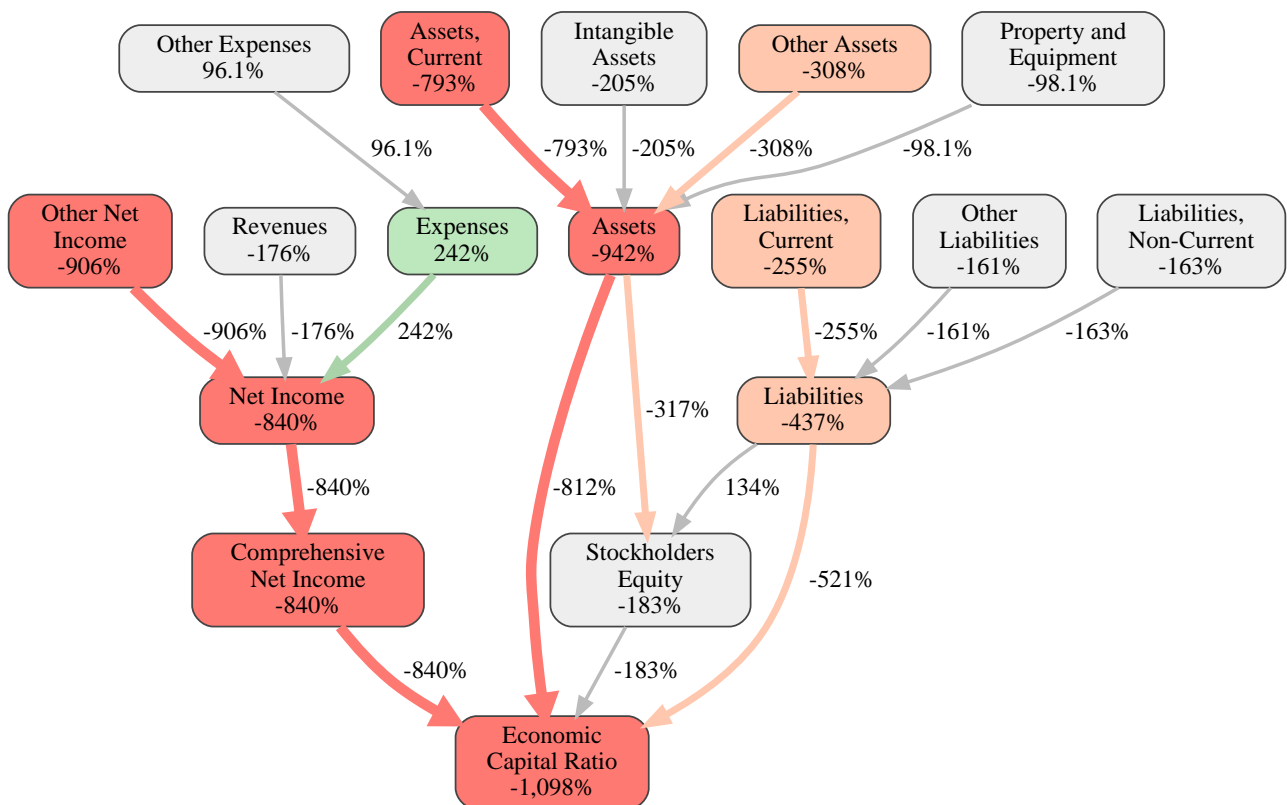 Other Expenses
96.1%
Assets,
Current
-793%
Intangible
Assets
-205%
Other Assets
-308%
Property and
Equipment
-98.1%
96.1%
-793%
-205%
-308%
-98.1%
Other Net
Income
-906%
Revenues
-176%
Expenses
242%
Assets
-942%
Liabilities,
Current
-255%
Other
Liabilities
-161%
Liabilities,
Non-Current
-163%
-906%
-176%
242%
-255%
-161%
-163%
Net Income
-840%
Liabilities
-437%
-317%
-840%
-812%
134%
-521%
Comprehensive
Net Income
-840%
Stockholders
Equity
-183%
-840%
-183%
Economic
Capital Ratio
-1,098%